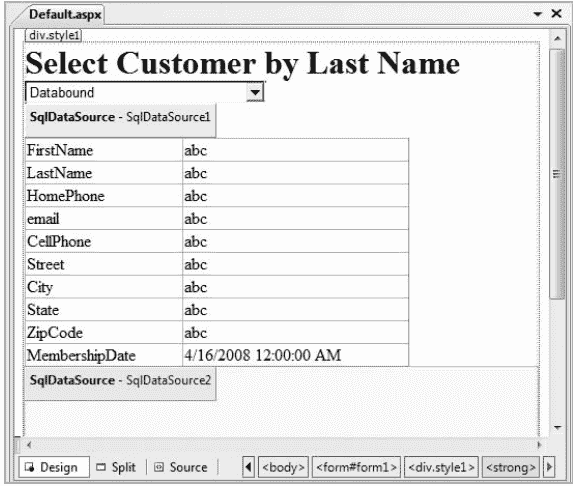 Default.aspx
div.style1
Select Customer by Last Name
Databound
SqlDataSource - SqlDataSource1
FirstName abc
LastName abc
HomePhone abc
email abc
CellPhone abc
Street abc
City abc
State abc
ZipCode abc
MembershipDate 4/16/2008 12:00:00 AM
SqlDataSource - SqlDataSource2
Design Split Source <body> <form#form1> <div.style1> <strong>